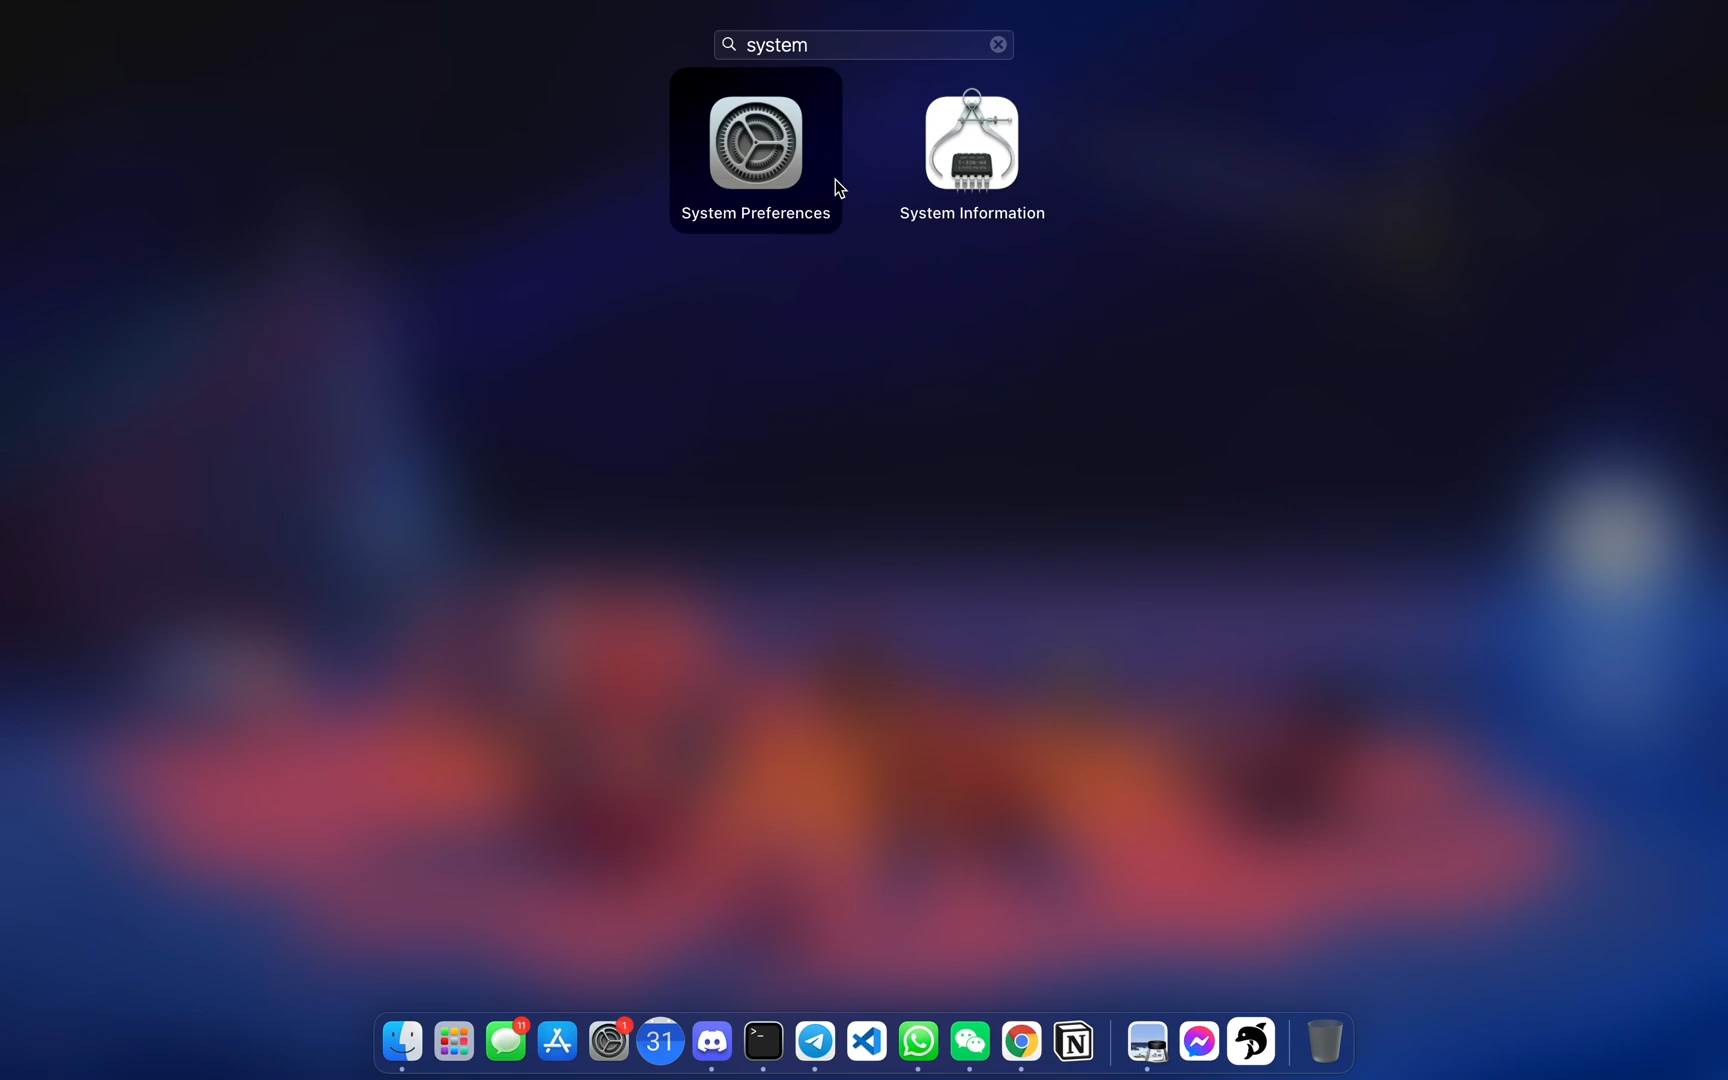 system
System Preferences
System Information
11
1
31
>_
N